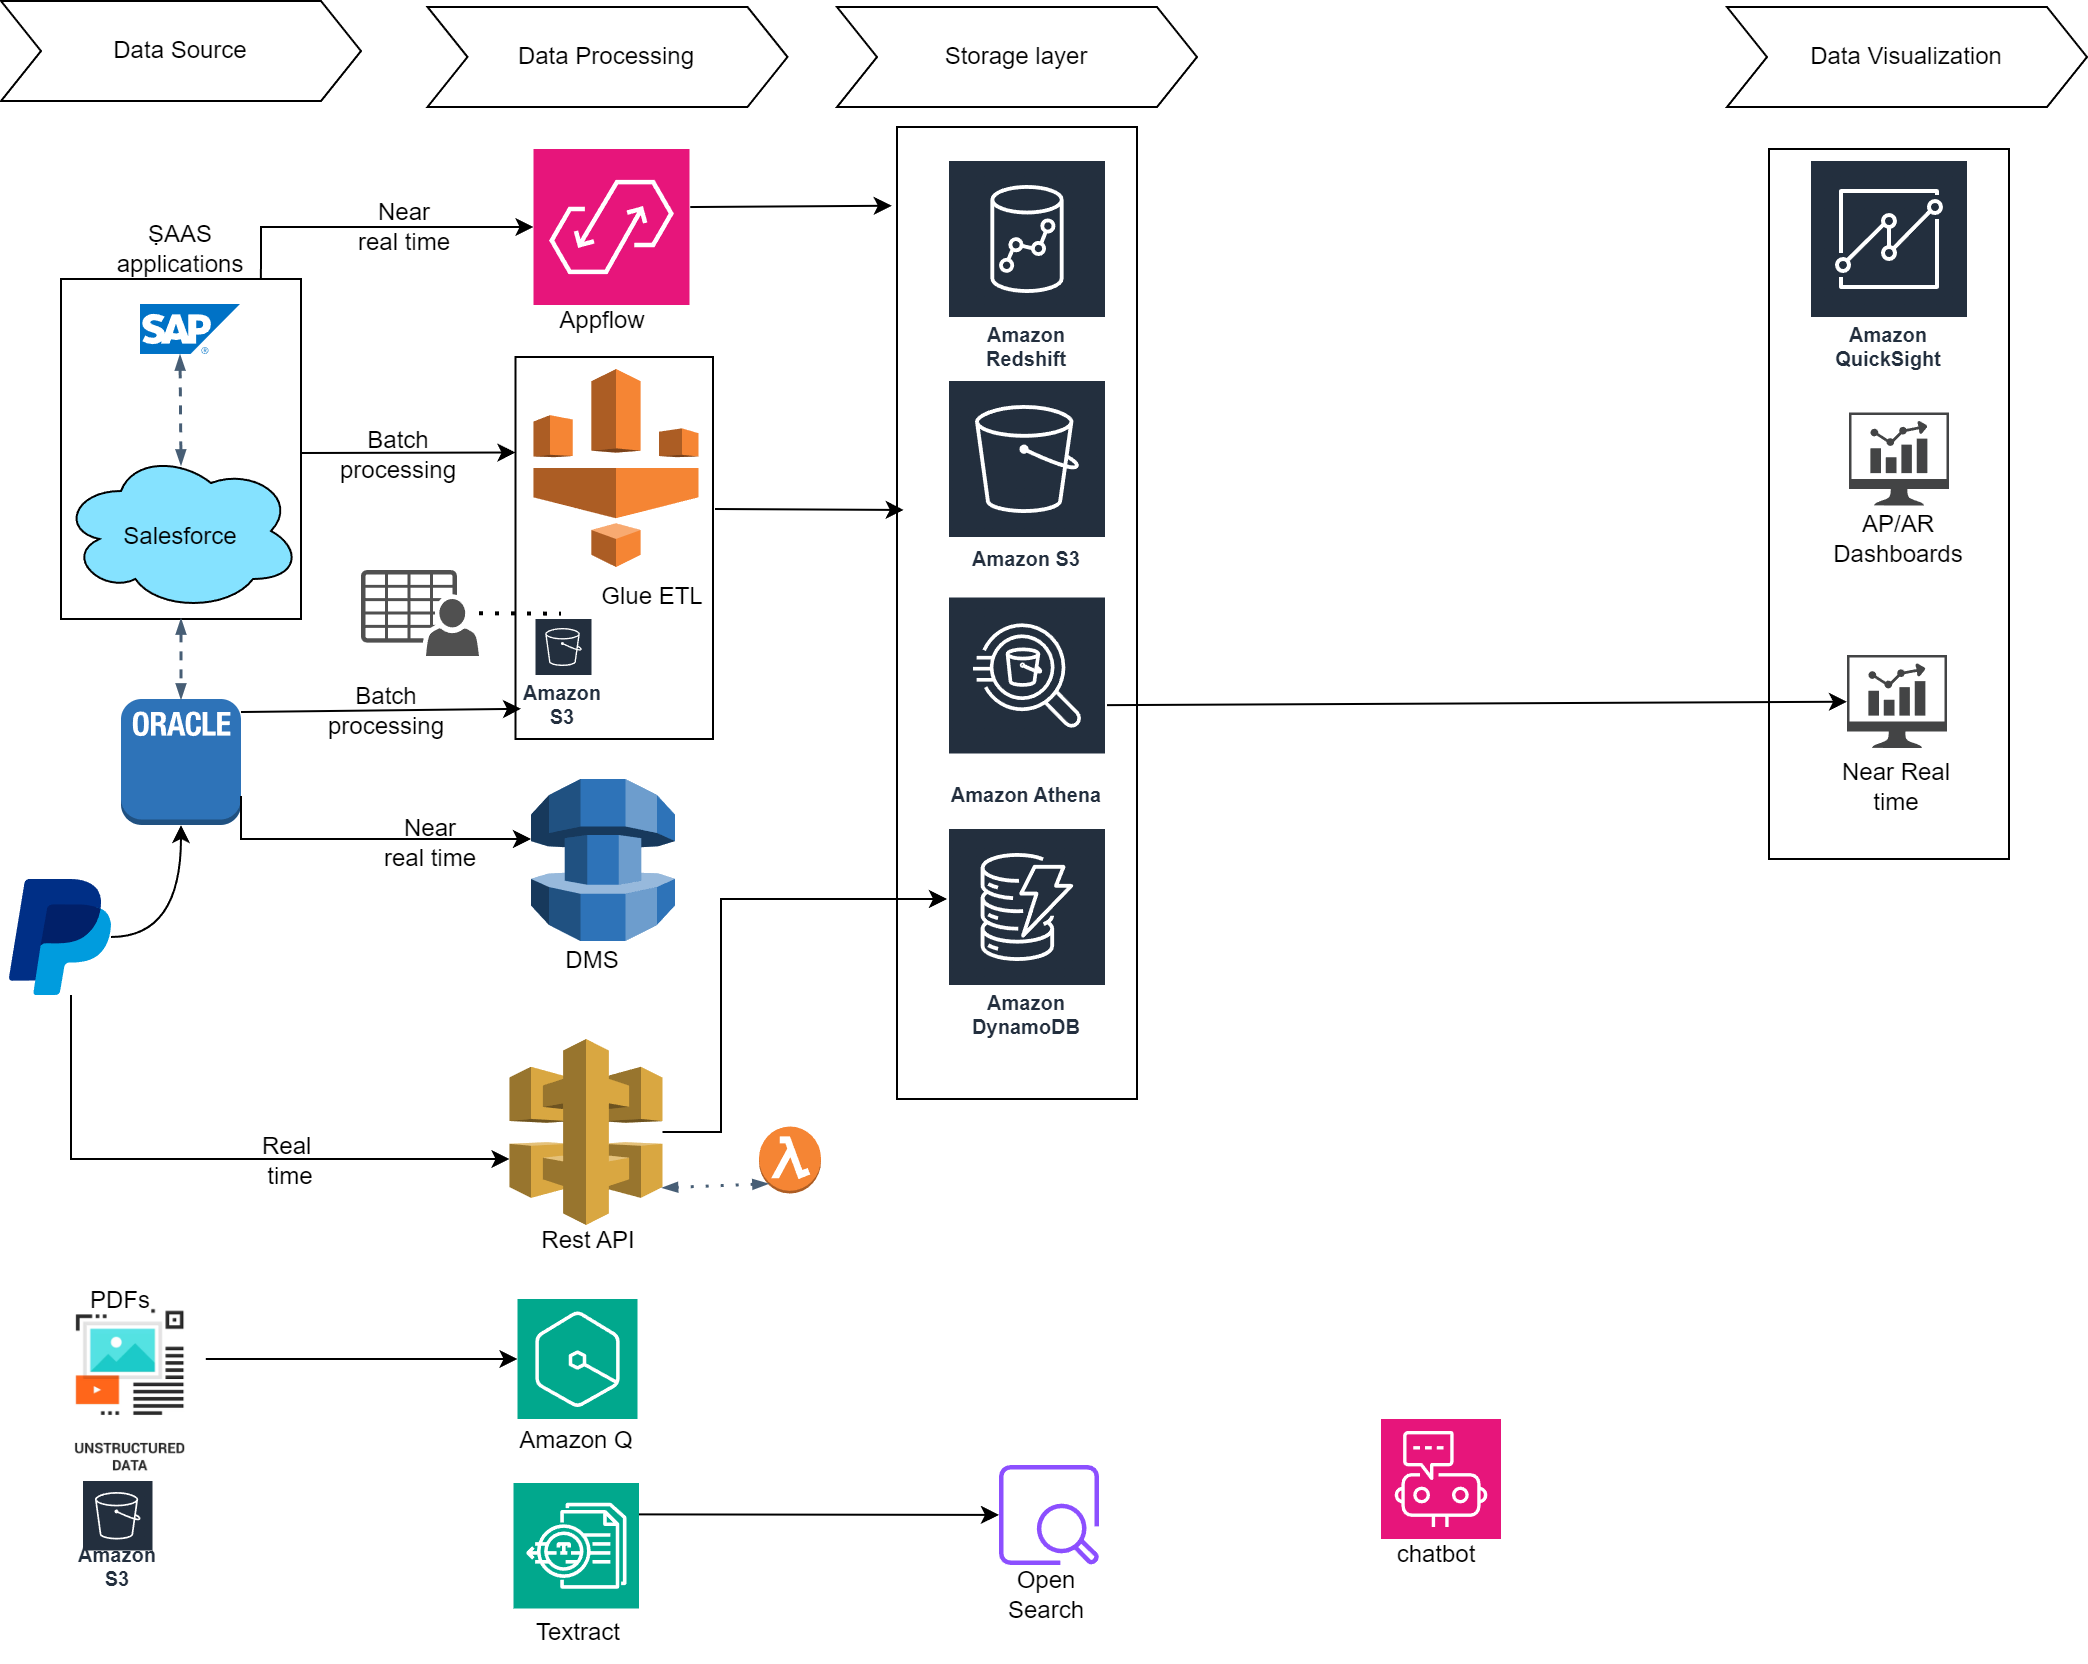 Data Source
Data Processing
Storage layer
Data Visualization
ṢAAS
applications
SAP
®
Salesforce
Near
real time
Appflow
Batch
processing
Glue ETL
Amazon
S3
ORACLE
Batch
processing
Near
real time
DMS
Real
time
Rest API
λ
Amazon
Redshift
Amazon S3
Amazon Athena
Amazon
DynamoDB
Amazon
QuickSight
AP/AR
Dashboards
Near Real
time
PDFs
UNSTRUCTURED
DATA
Amazon
S3
Amazon Q
T
Textract
Open
Search
chatbot